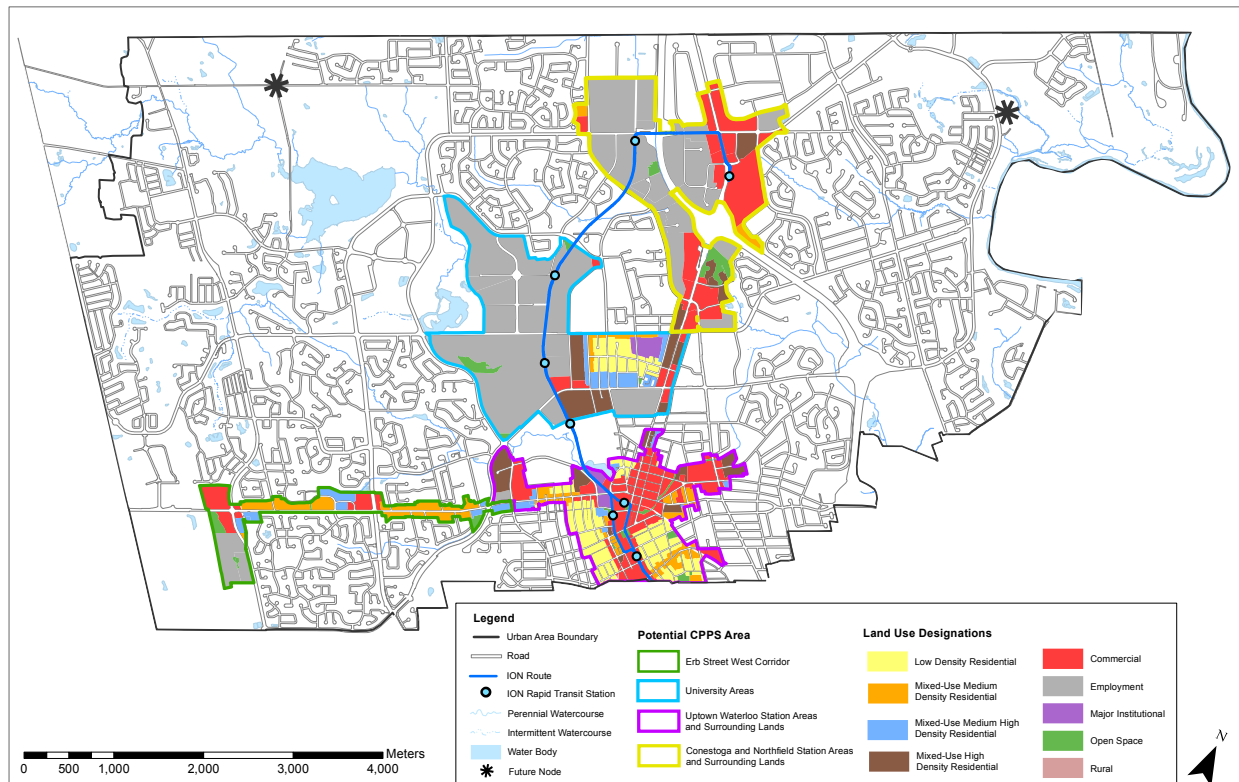 Legend
Urban Area Boundary
Road
ION Route
ION Rapid Transit Station
Perennial Watercourse
Intermittent Watercourse
Water Body
Future Node
Potential CPPS Area
Erb Street West Corridor
University Areas
Uptown Waterloo Station Areas
and Surrounding Lands
Conestoga and Northfield Station Areas
and Surrounding Lands
Land Use Designations
Low Density Residential
Mixed-Use Medium
Density Residential
Mixed-Use Medium High
Density Residential
Mixed-Use High
Density Residential
Commercial
Employment
Major Institutional
Open Space
Rural
Meters
0 500 1,000 2,000 3,000 4,000
N